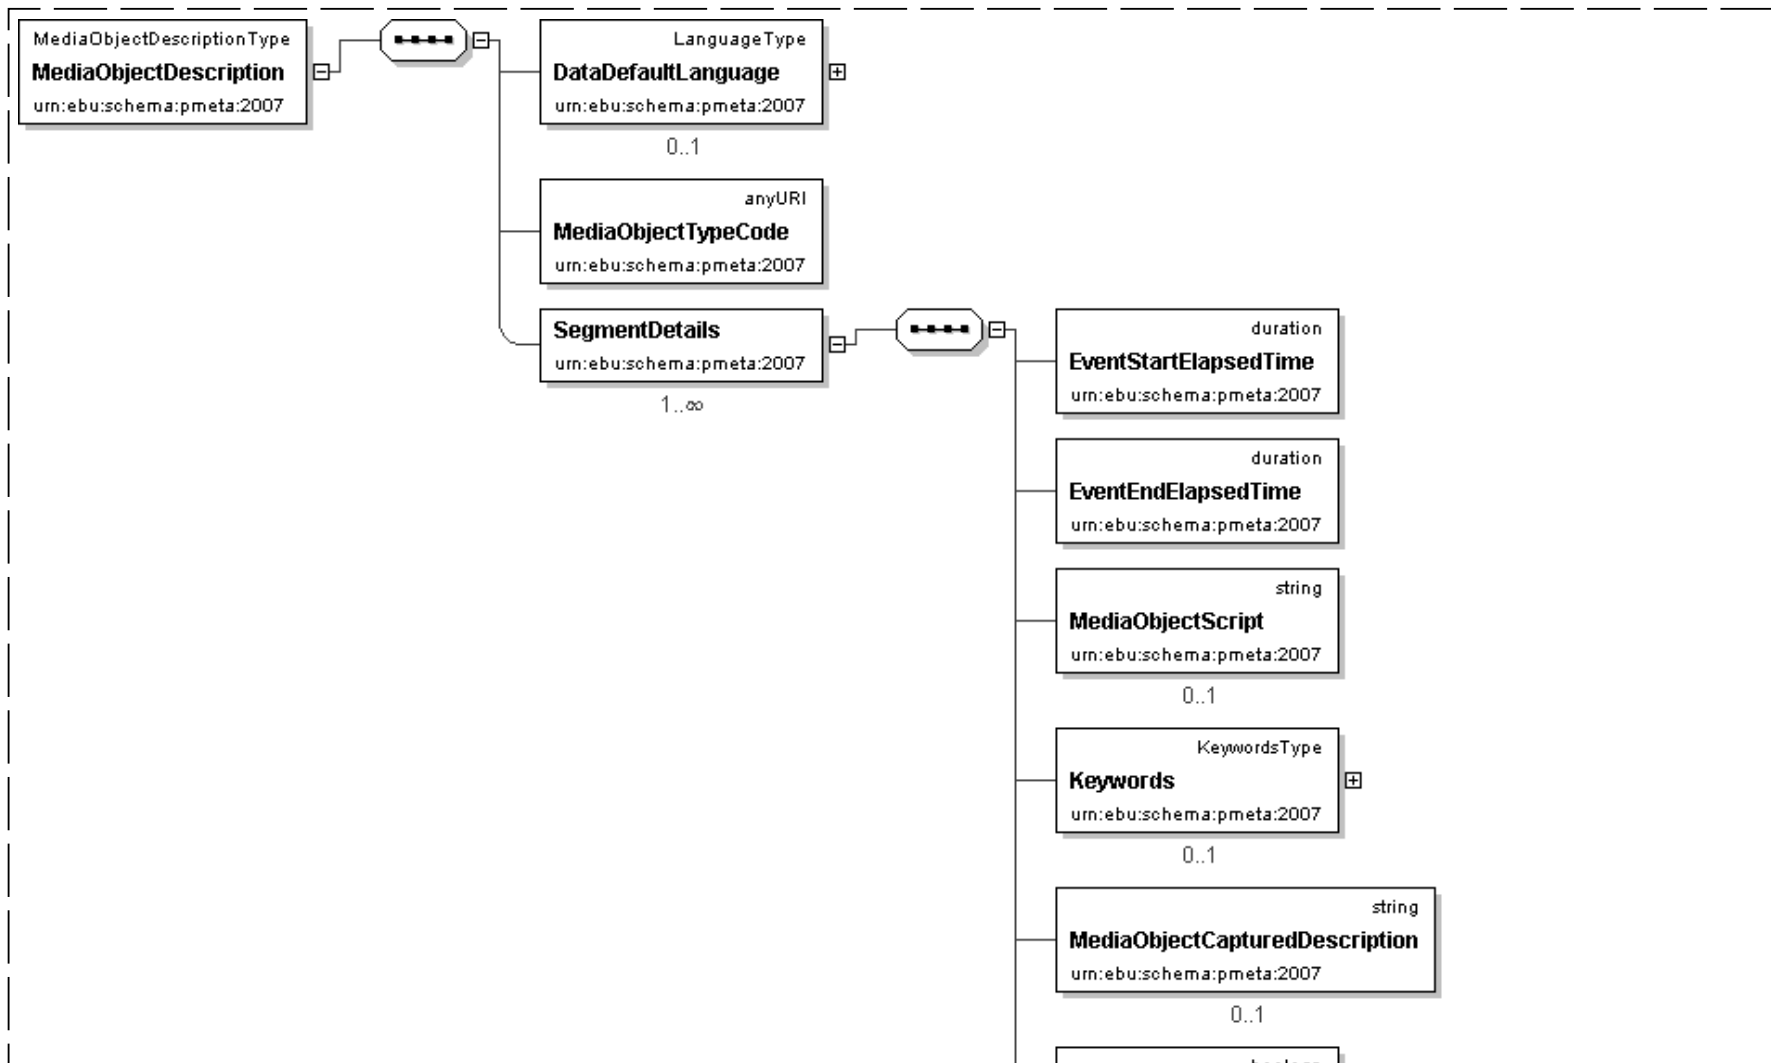 MediaObjectDescriptionType
MediaObjectDescription
urn:ebu:schema:pmeta:2007
LanguageType
DataDefaultLanguage
urn:ebu:schema:pmeta:2007
0..1
anyURI
MediaObjectTypeCode
urn:ebu:schema:pmeta:2007
SegmentDetails
urn:ebu:schema:pmeta:2007
1..∞
duration
EventStartElapsedTime
urn:ebu:schema:pmeta:2007
duration
EventEndElapsedTime
urn:ebu:schema:pmeta:2007
string
MediaObjectScript
urn:ebu:schema:pmeta:2007
0..1
KeywordsType
Keywords
urn:ebu:schema:pmeta:2007
0..1
string
MediaObjectCapturedDescription
urn:ebu:schema:pmeta:2007
0..1